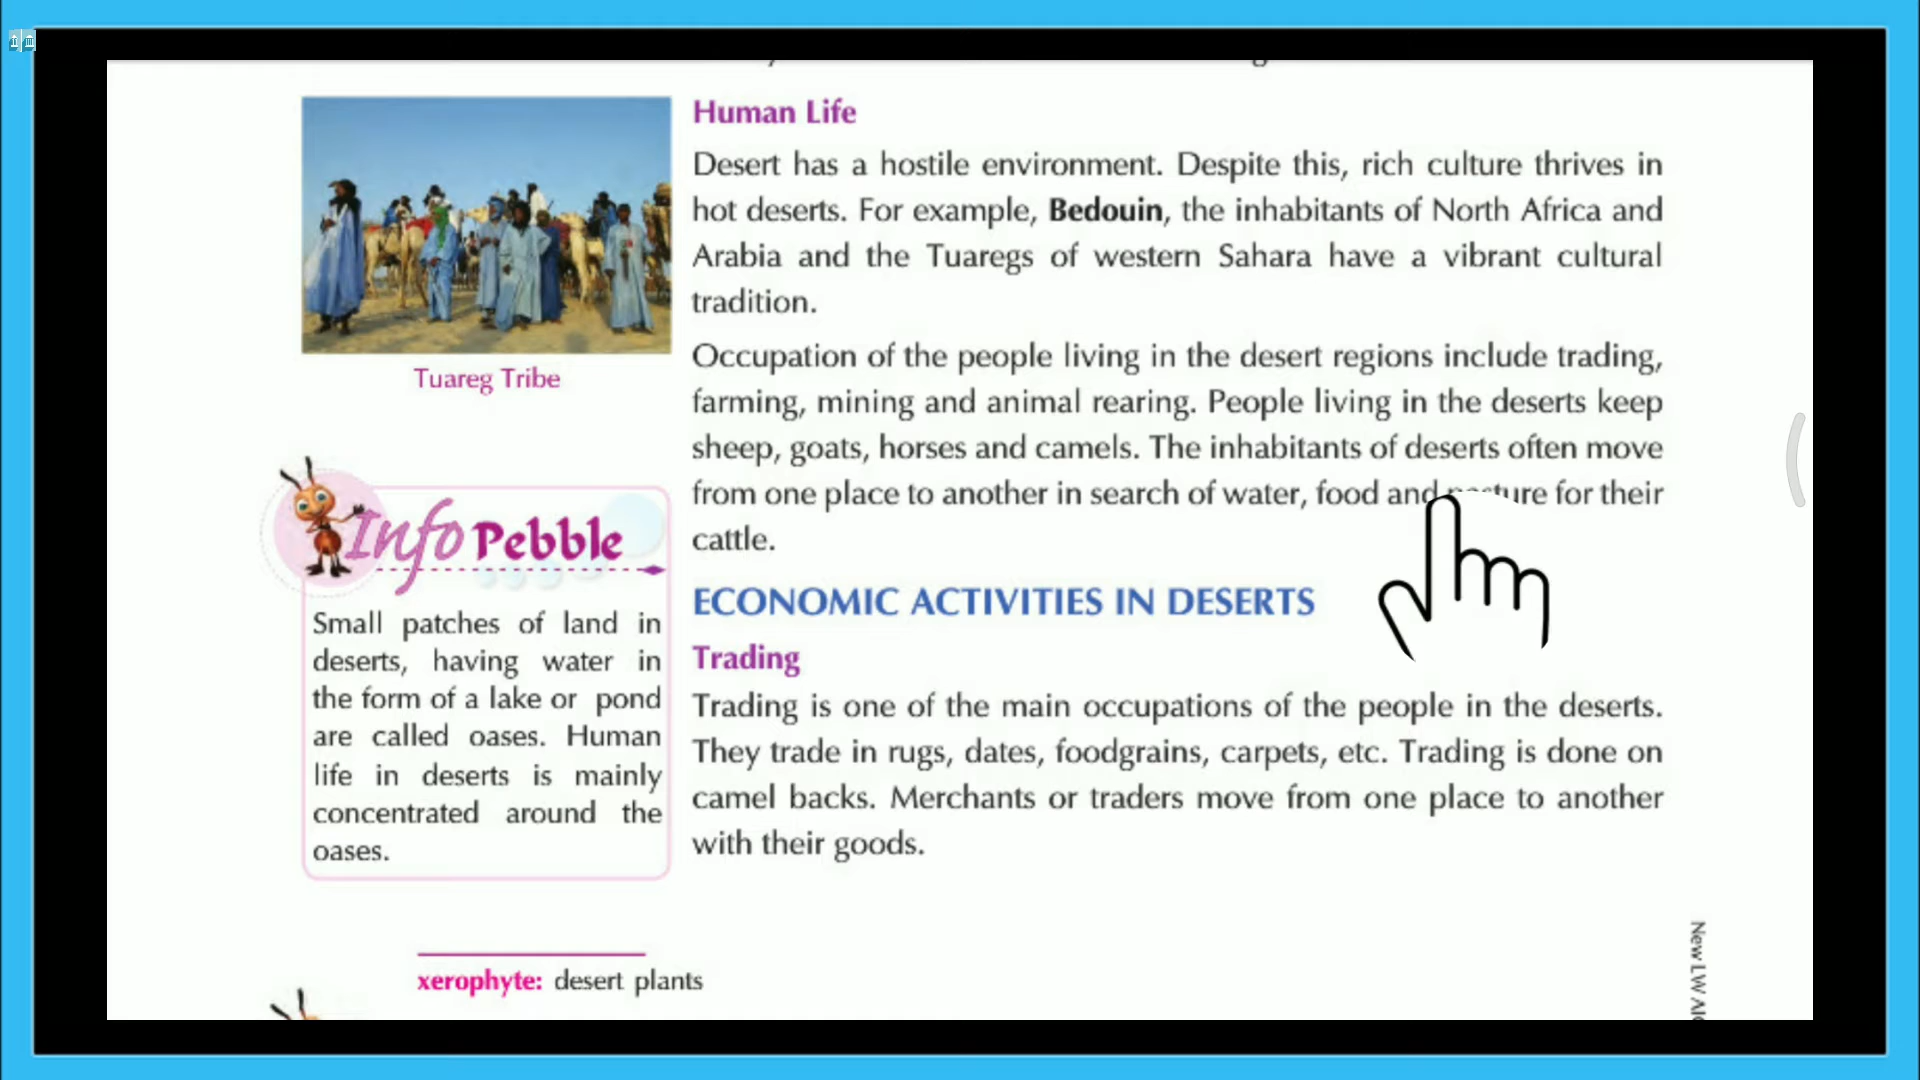 Human Life
Desert has a hostile environment. Despite this, rich culture thrives in
hot deserts. For example, Bedouin, the inhabitants of North Africa and
Arabia and the Tuaregs of western Sahara have a vibrant cultural
tradition.
Occupation of the people living in the desert regions include trading,
farming, mining and animal rearing. People living in the deserts keep
sheep, goats, horses and camels. The inhabitants of deserts often move
from one place to another in search of water, food and pasture for their
cattle.
ECONOMIC ACTIVITIES IN DESERTS
Trading
Trading is one of the main occupations of the people in the deserts.
They trade in rugs, dates, foodgrains, carpets, etc. Trading is done on
camel backs. Merchants or traders move from one place to another
with their goods.
Tuareg Tribe
Info Pebble
Small patches of land in
deserts, having water in
the form of a lake or pond
are called oases. Human
life in deserts is mainly
concentrated around the
oases.
xerophyte: desert plants
New LW